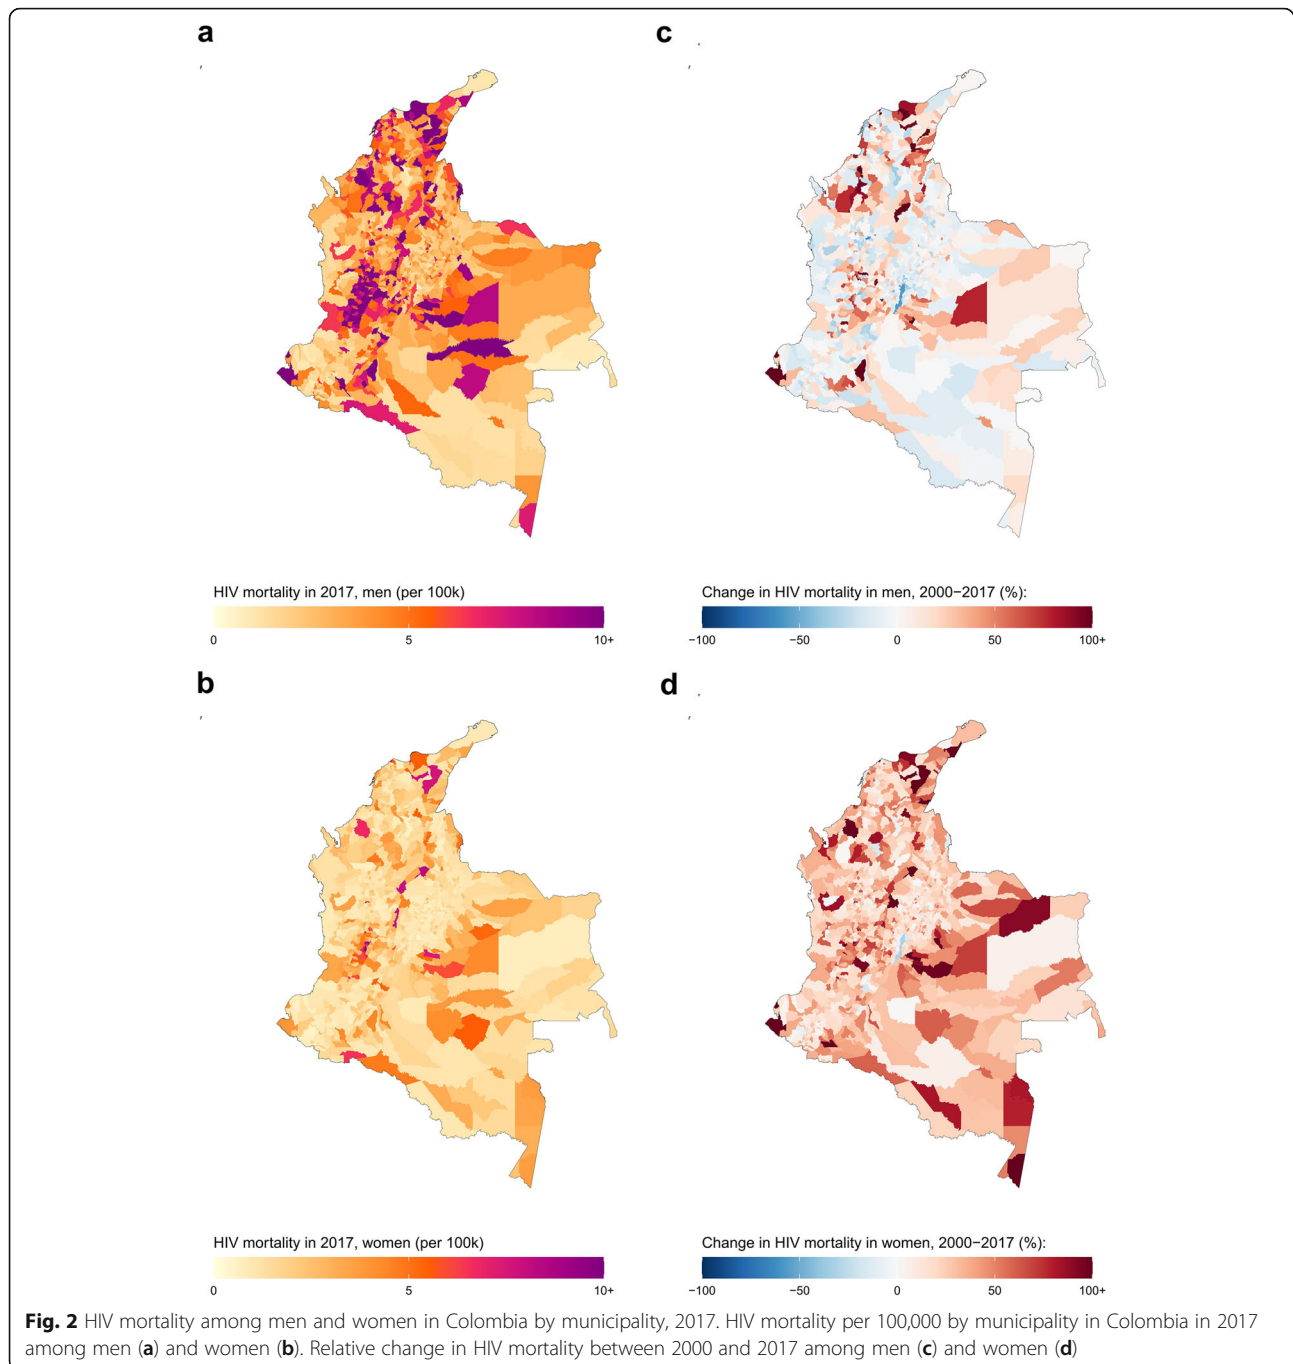 a
c
HIV mortality in 2017, men (per 100k)
0 5 10+
Change in HIV mortality in men, 2000−2017 (%):
−100 −50 0 50 100+
b
d
HIV mortality in 2017, women (per 100k)
0 5 10+
Change in HIV mortality in women, 2000−2017 (%):
−100 −50 0 50 100+
Fig. 2 HIV mortality among men and women in Colombia by municipality, 2017. HIV mortality per 100,000 by municipality in Colombia in 2017
among men (a) and women (b). Relative change in HIV mortality between 2000 and 2017 among men (c) and women (d)